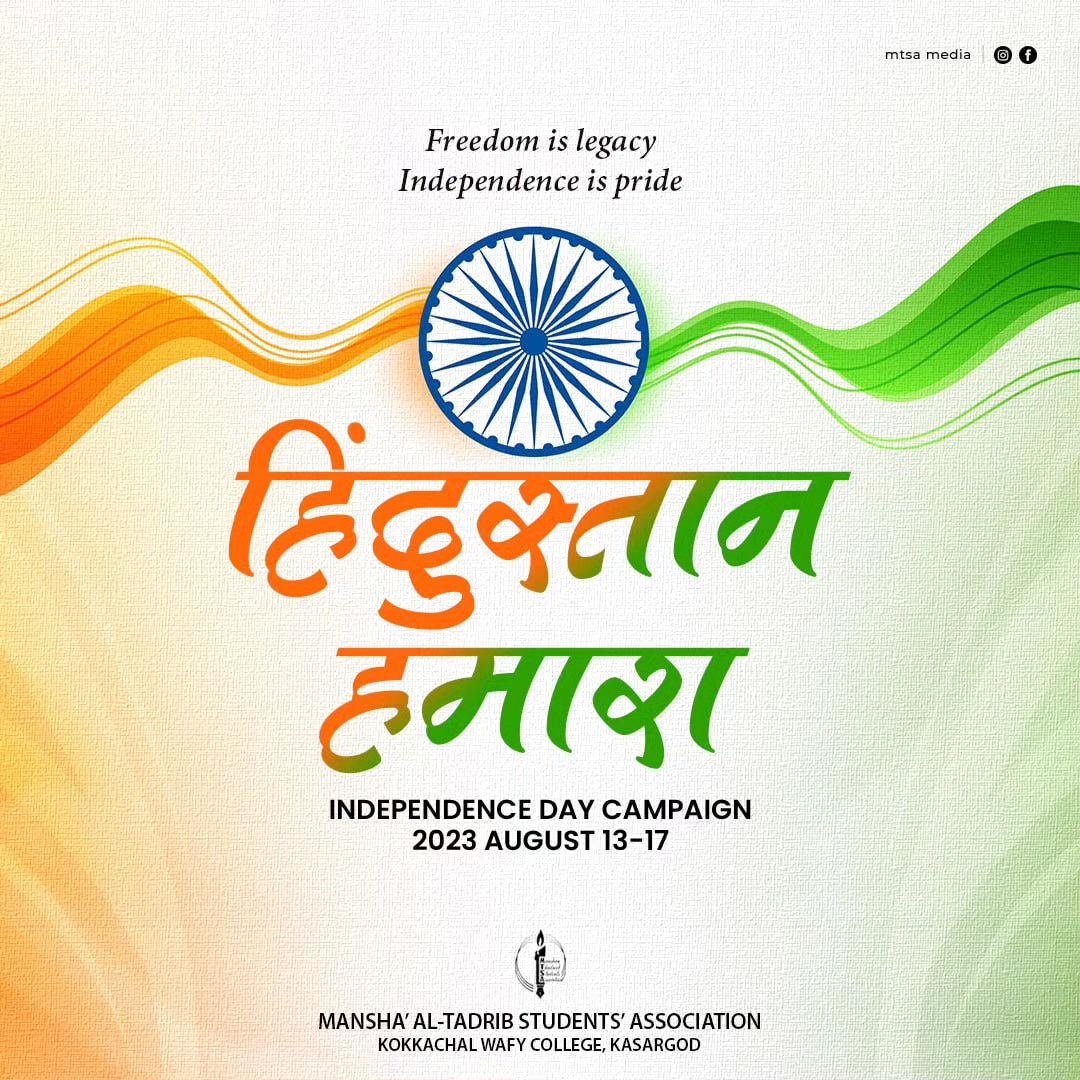 mtsa media
Freedom is legacy
Independence is pride
हिंदुस्तान
हमारा
INDEPENDENCE DAY CAMPAIGN
2023 AUGUST 13-17
MTSA
MANSHA' AL-TADRIB STUDENTS' ASSOCIATION
KOKKACHAL WAFY COLLEGE, KASARGOD